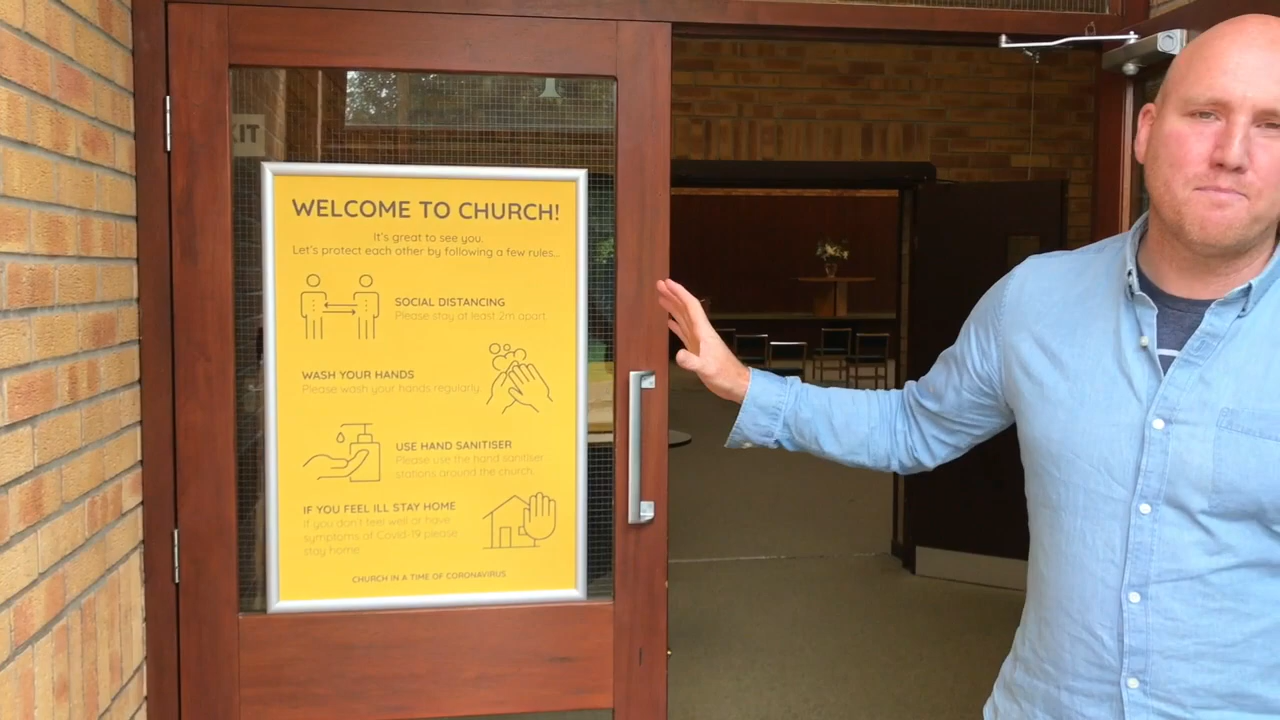 EXIT
WELCOME TO CHURCH!
It's great to see you.
Let's protect each other by following a few rules...
SOCIAL DISTANCING
Please stay at least 2m apart.
WASH YOUR HANDS
Please wash your hands regularly.
USE HAND SANITISER
Please use the hand sanitiser
stations around the church.
IF YOU FEEL ILL STAY HOME
If you don't feel well or have
symptoms of Covid-19 please
stay home.
CHURCH IN A TIME OF CORONAVIRUS